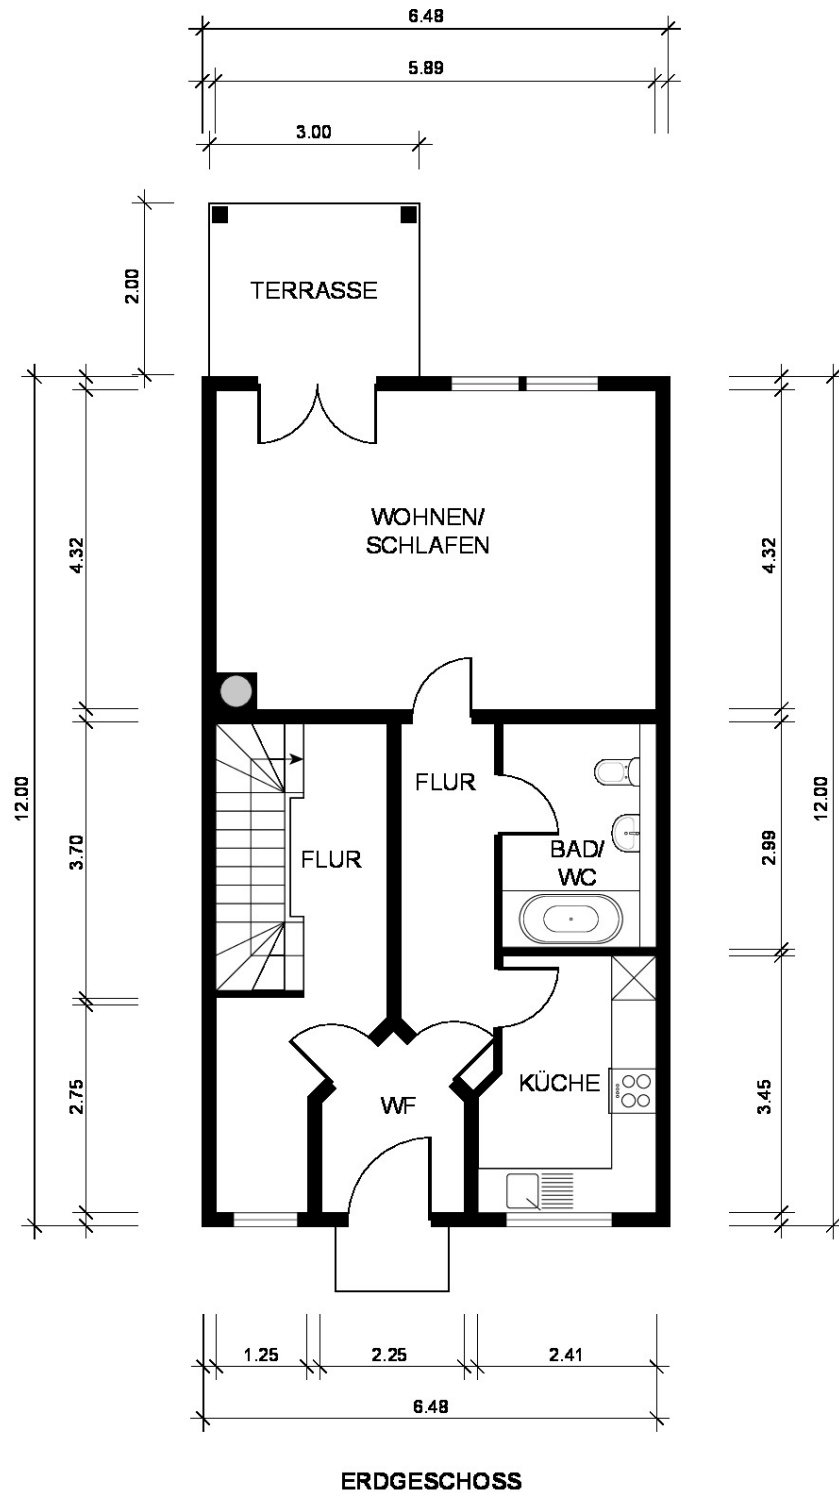 6.48
5.89
3.00
2.00
TERRASSE
4.32
WOHNEN/
SCHLAFEN
4.32
12.00
3.70
FLUR
FLUR
BAD/
WC
2.99
12.00
2.75
WF
KÜCHE
3.45
1.25
2.25
2.41
6.48
ERDGESCHOSS